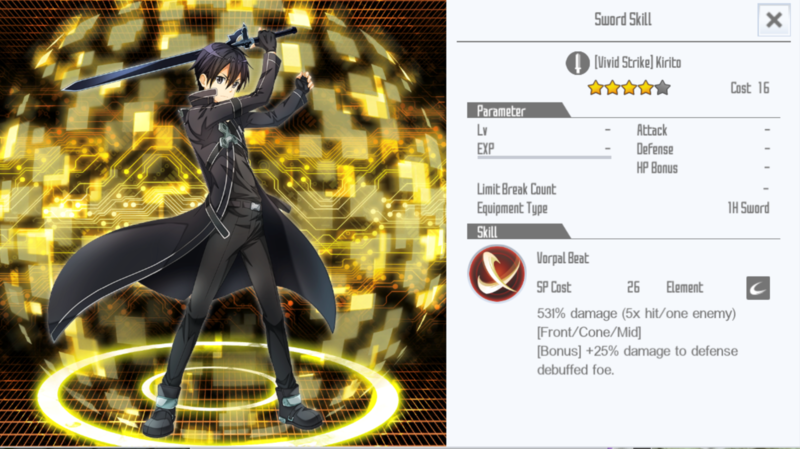 Sword Skill
[Vivid Strike] Kirito
Cost 16
Parameter
Lv - Attack -
EXP - Defense -
HP Bonus -
Limit Break Count -
Equipment Type 1H Sword
Skill
Vorpal Beat
SP Cost 26 Element
531% damage (5x hit/one enemy)
[Front/Cone/Mid]
[Bonus] +25% damage to defense
debuffed foe.